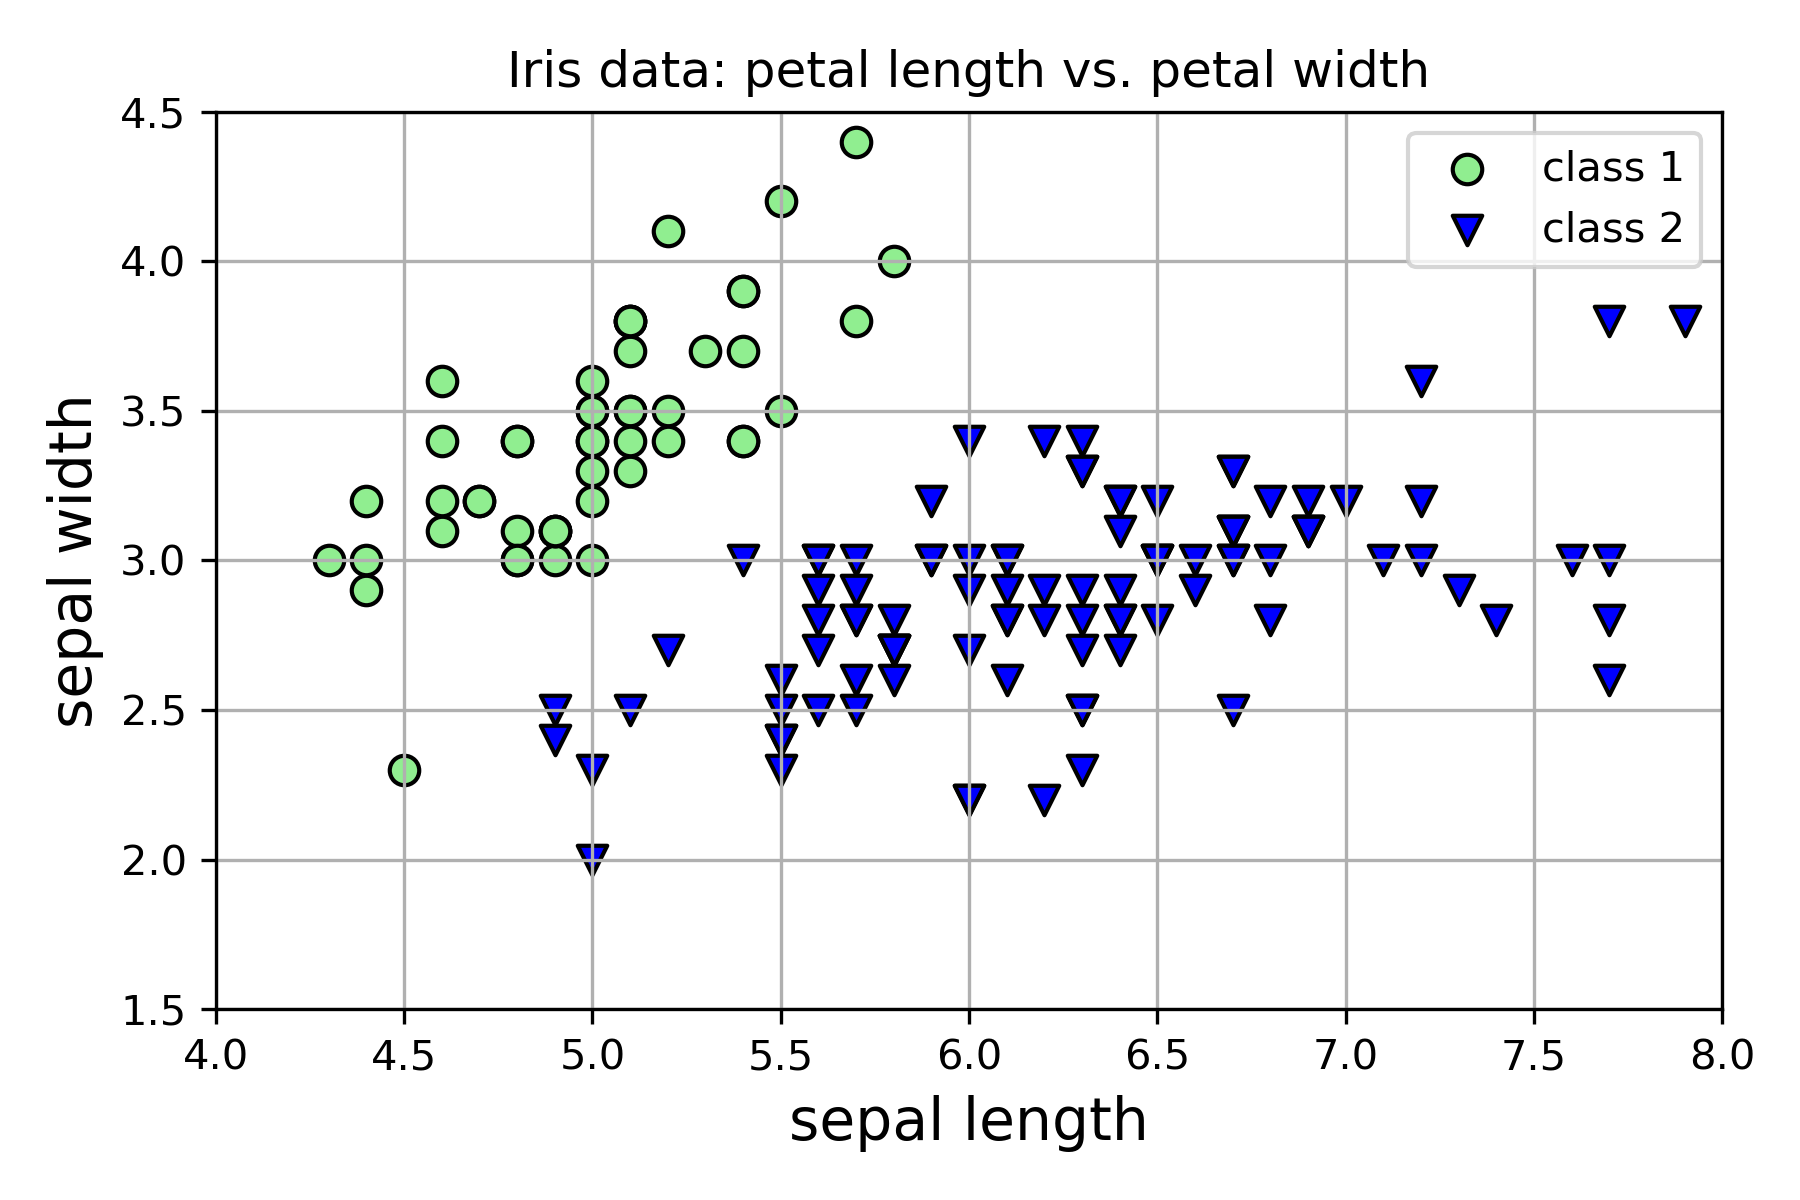 Iris data: petal length vs. petal width
class 1
class 2
4.5
4.0
3.5
3.0
2.5
2.0
1.5
sepal width
4.0 4.5 5.0 5.5 6.0 6.5 7.0 7.5 8.0
sepal length